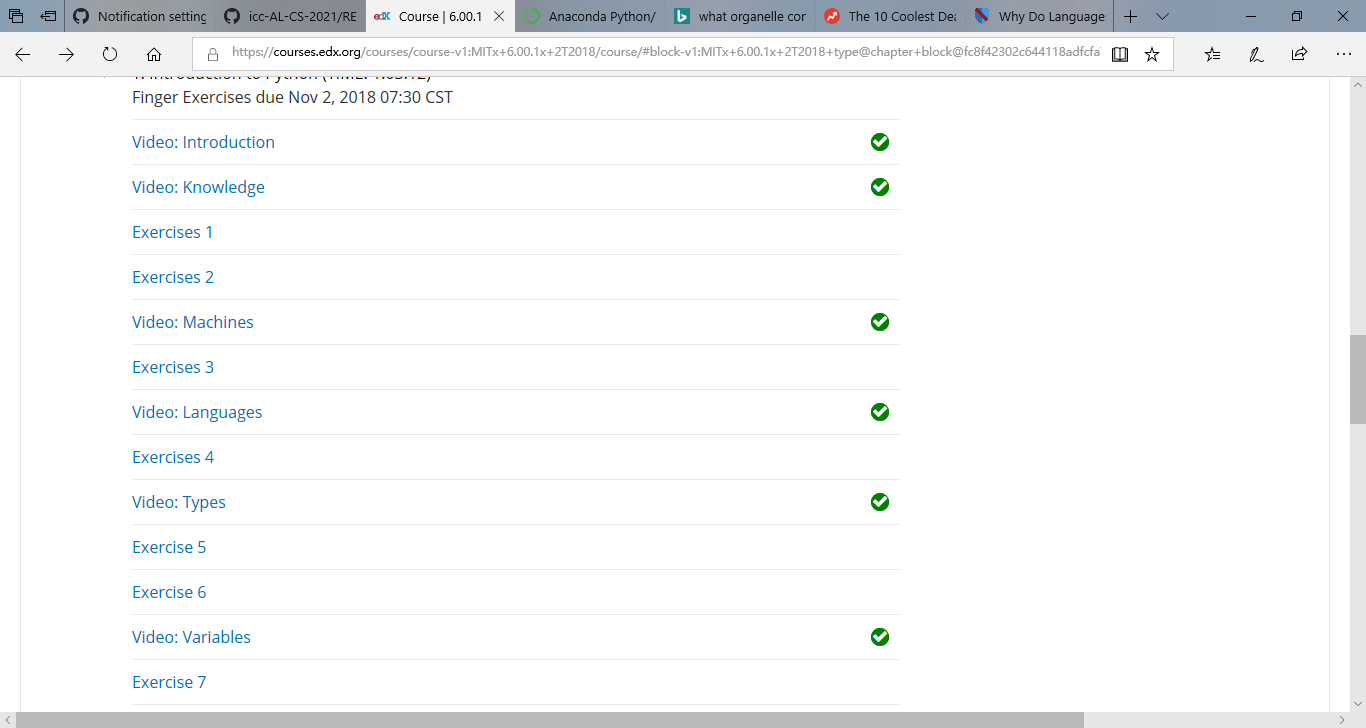 Notification setting
icc-AL-CS-2021/RE
edX Course | 6.00.1
Anaconda Python/
what organelle cor
The 10 Coolest Dea
Why Do Language
https://courses.edx.org/courses/course-v1:MITx+6.00.1x+2T2018/course/#block-v1:MITx+6.00.1x+2T2018+type@chapter+block@fc8f42302c644118adfcfa
Finger Exercises due Nov 2, 2018 07:30 CST
Video: Introduction
Video: Knowledge
Exercises 1
Exercises 2
Video: Machines
Exercises 3
Video: Languages
Exercises 4
Video: Types
Exercise 5
Exercise 6
Video: Variables
Exercise 7